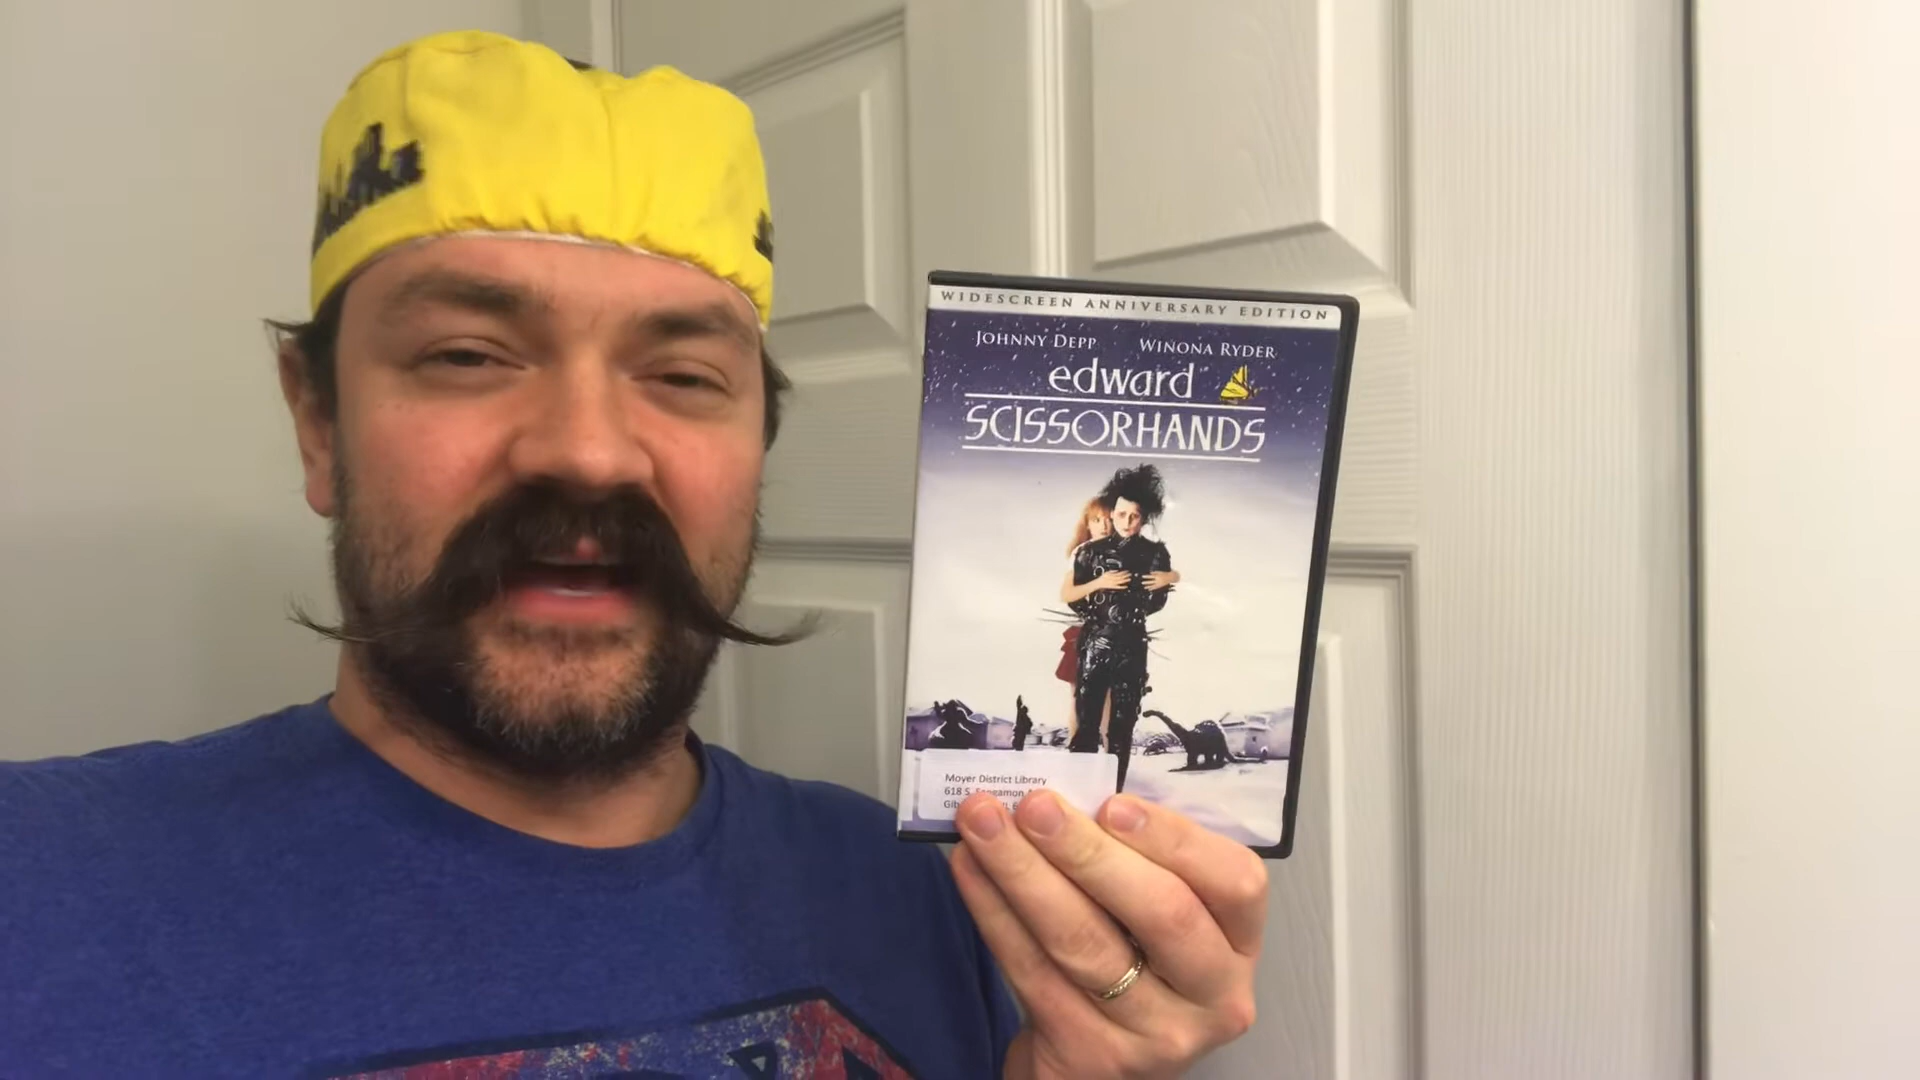 WIDESCREEN ANNIVERSARY EDITION
JOHNNY DEPP WINONA RYDER
edward
SCISSORHANDS
Moyer District Library
618 S.